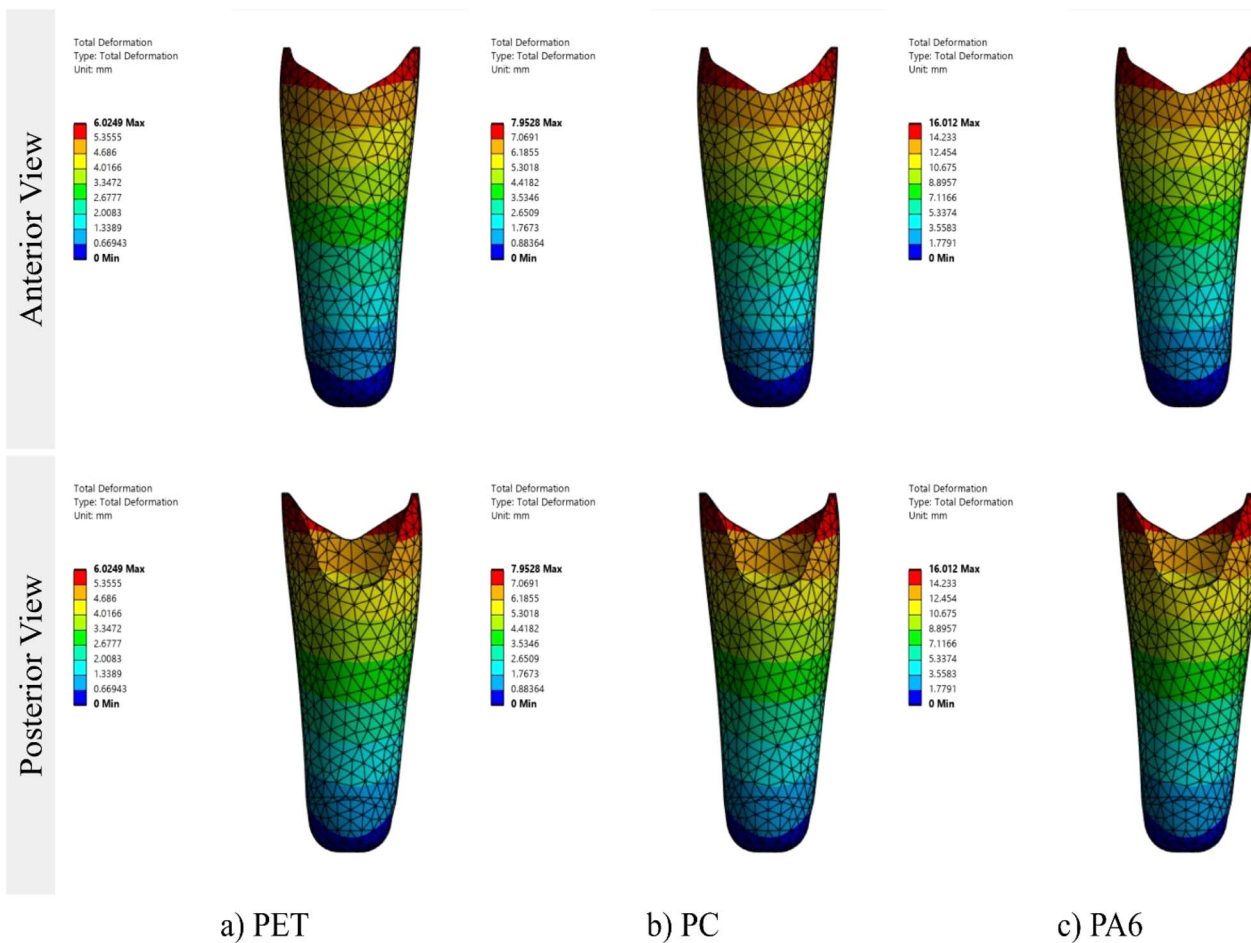 Anterior View
Total Deformation
Type: Total Deformation
Unit: mm
6.0249 Max
5.3555
4.686
4.0166
3.3472
2.6777
2.0083
1.3389
0.66943
0 Min
Total Deformation
Type: Total Deformation
Unit: mm
7.9528 Max
7.0691
6.1855
5.3018
4.4182
3.5346
2.6509
1.7673
0.88364
0 Min
Total Deformation
Type: Total Deformation
Unit: mm
16.012 Max
14.233
12.454
10.675
8.8957
7.1166
5.3374
3.5583
1.7791
0 Min
Posterior View
Total Deformation
Type: Total Deformation
Unit: mm
6.0249 Max
5.3555
4.686
4.0166
3.3472
2.6777
2.0083
1.3389
0.66943
0 Min
Total Deformation
Type: Total Deformation
Unit: mm
7.9528 Max
7.0691
6.1855
5.3018
4.4182
3.5346
2.6509
1.7673
0.88364
0 Min
Total Deformation
Type: Total Deformation
Unit: mm
16.012 Max
14.233
12.454
10.675
8.8957
7.1166
5.3374
3.5583
1.7791
0 Min
a) PET
b) PC
c) PA6